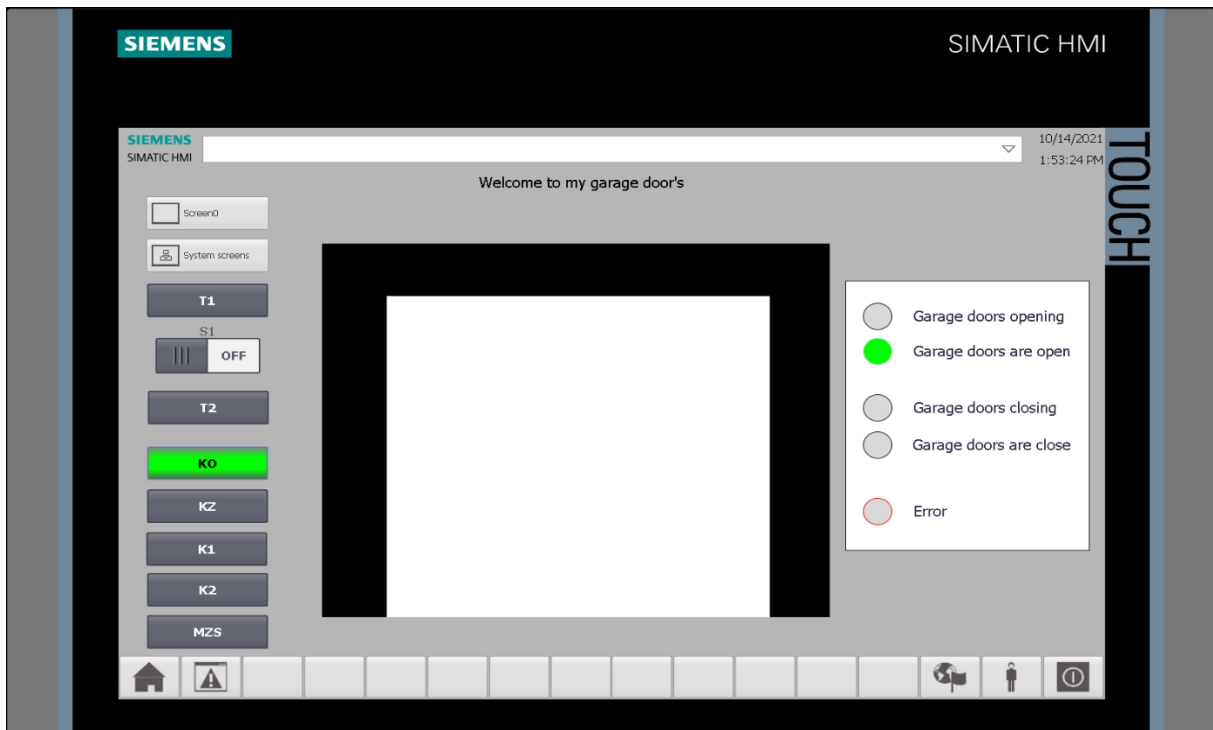 SIEMENS
SIMATIC HMI
SIEMENS
SIMATIC HMI
10/14/2021
1:53:24 PM
TOUCH
Welcome to my garage door's
Screen0
System screens
T1
S1
OFF
T2
KO
KZ
K1
K2
MZS
Garage doors opening
Garage doors are open
Garage doors closing
Garage doors are close
Error